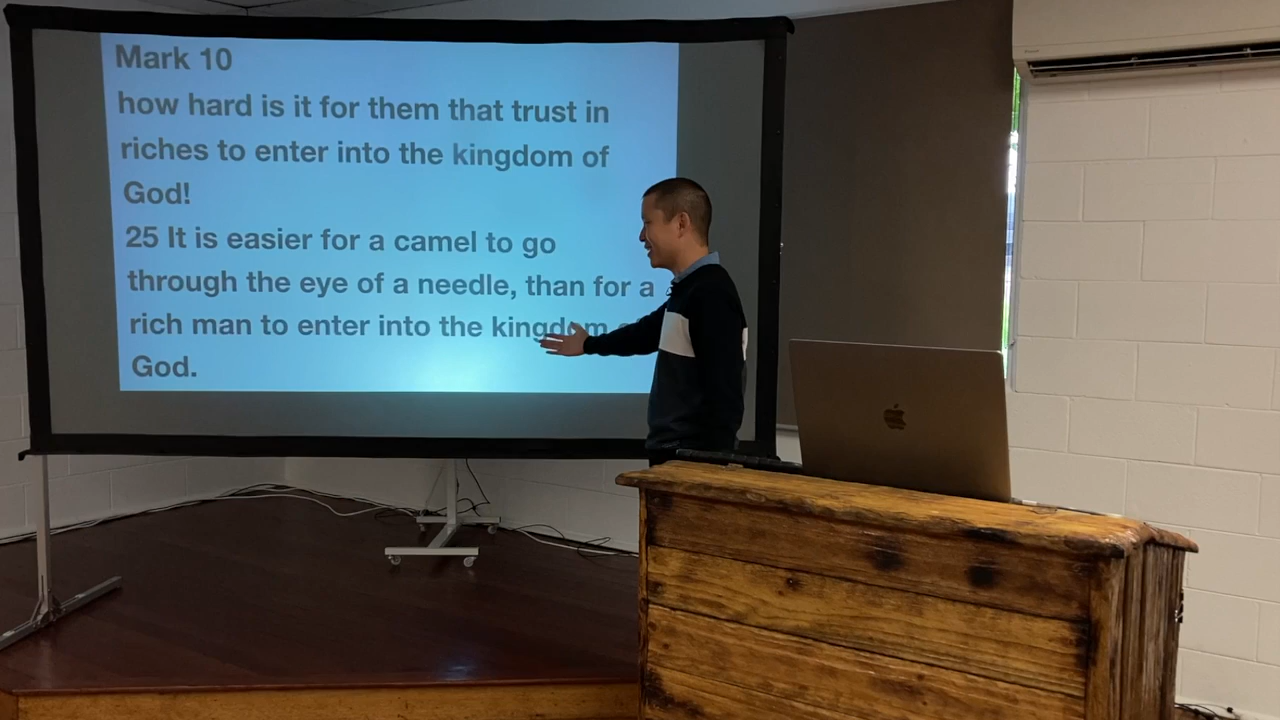 Mark 10
how hard is it for them that trust in
riches to enter into the kingdom of
God!
25 It is easier for a camel to go
through the eye of a needle, than for a
rich man to enter into the kingdom of
God.